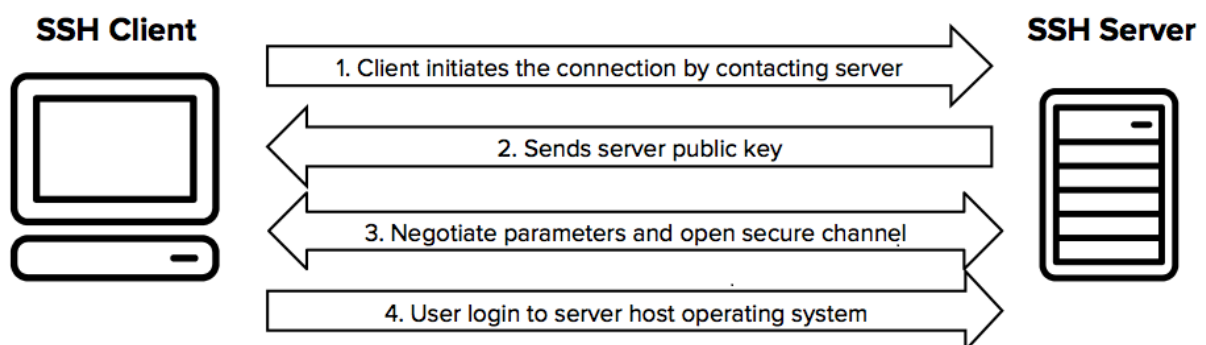 SSH Client
SSH Server
1. Client initiates the connection by contacting server
2. Sends server public key
3. Negotiate parameters and open secure channel
4. User login to server host operating system